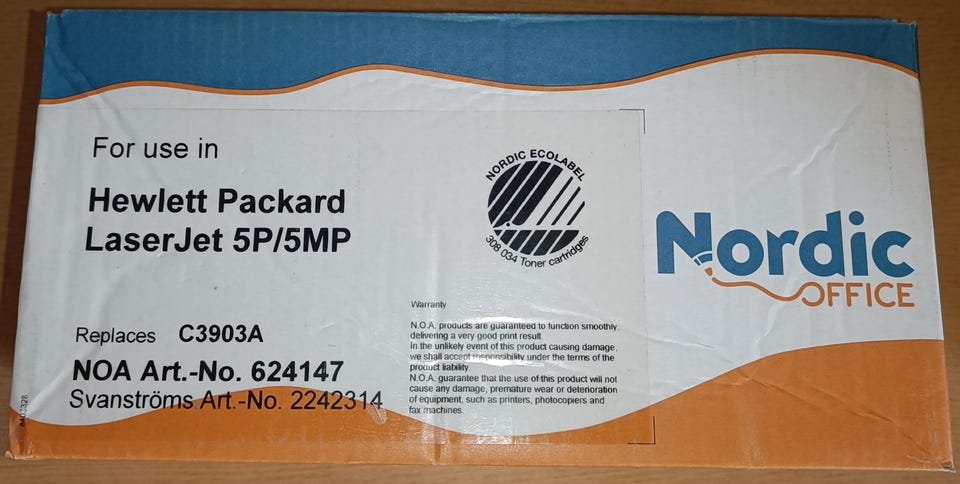 For use in
Hewlett Packard
LaserJet 5P/5MP
Replaces C3903A
NOA Art.-No. 624147
Svanströms Art.-No. 2242314
NORDIC ECOLABEL
308 034 Toner cartridges
Warranty
N.O.A. products are guaranteed to function smoothly,
delivering a very good print result.
In the unlikely event of this product causing damage,
we shall accept responsibility under the terms of the
product liability.
N.O.A. guarantee that the use of this product will not
cause any damage, premature wear or deterioration
of equipment, such as printers, photocopiers and
fax machines.
Nordic
OFFICE